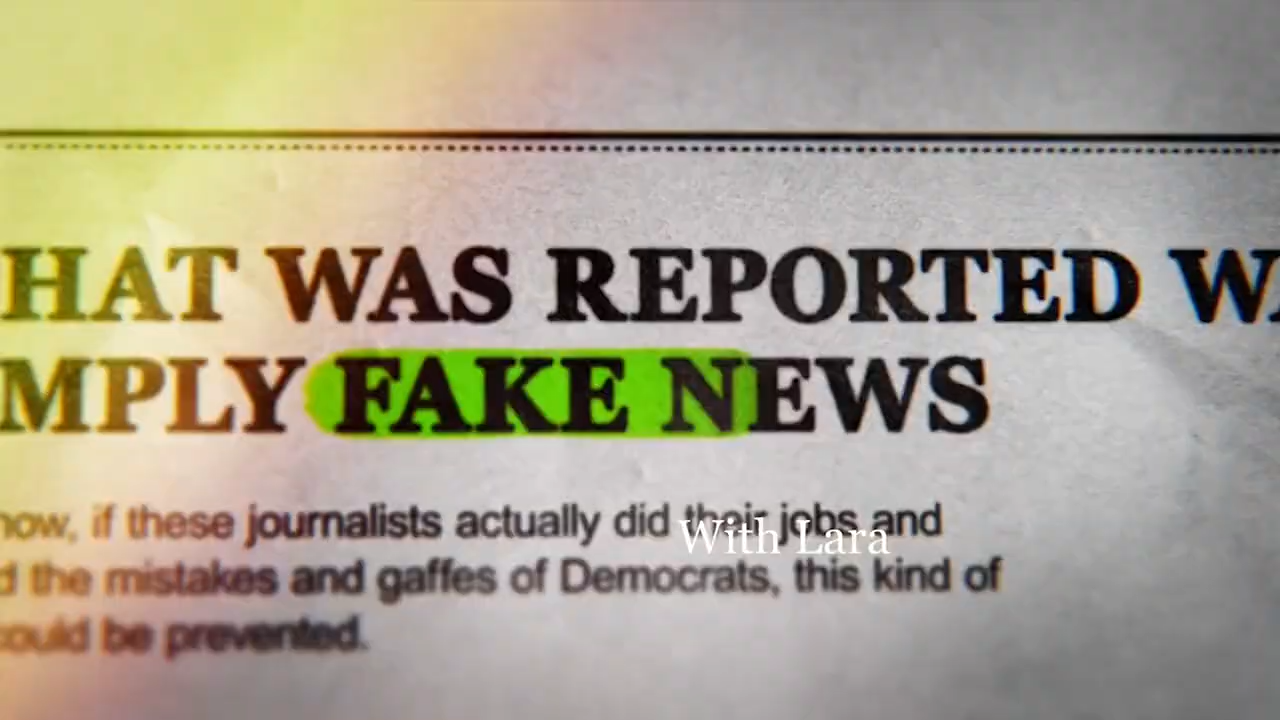 HAT WAS REPORTED WA
MPLY FAKE NEWS
now, if these journalists actually did their jobs and
With Lara
d the mistakes and gaffes of Democrats, this kind of
could be prevented.